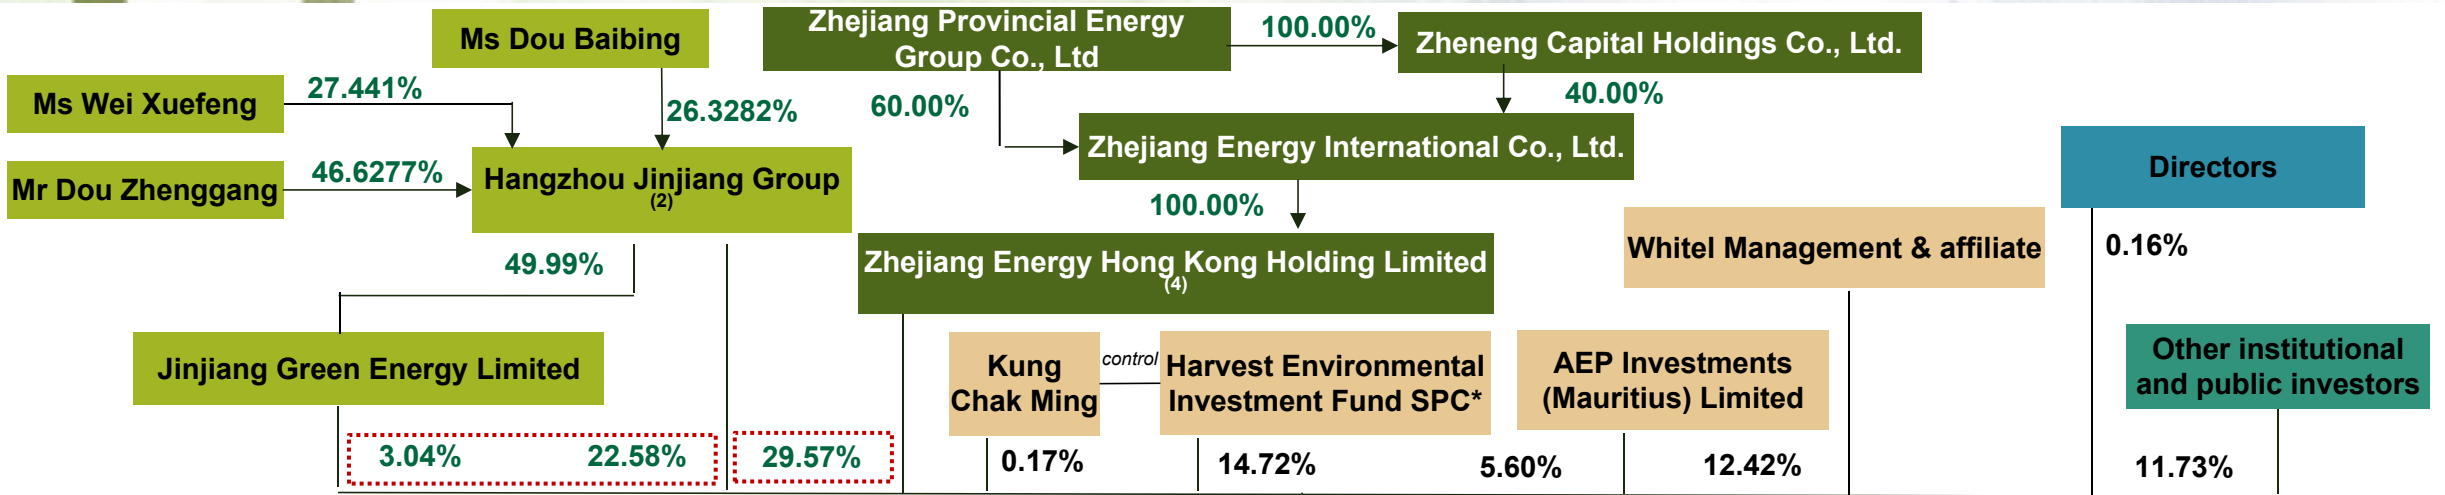 Zhejiang Provincial Energy
Group Co., Ltd
100.00%
Zheneng Capital Holdings Co., Ltd.
Ms Dou Baibing
Ms Wei Xuefeng
27.441%
26.3282%
60.00%
40.00%
Zhejiang Energy International Co., Ltd.
Directors
Mr Dou Zhenggang
46.6277%
Hangzhou Jinjiang Group
(2)
100.00%
Whitel Management & affiliate
0.16%
49.99%
Zhejiang Energy Hong Kong Holding Limited
(4)
Jinjiang Green Energy Limited
Kung
Chak Ming
control
Harvest Environmental
Investment Fund SPC*
AEP Investments
(Mauritius) Limited
Other institutional
and public investors
3.04%
22.58%
29.57%
0.17%
14.72%
5.60%
12.42%
11.73%